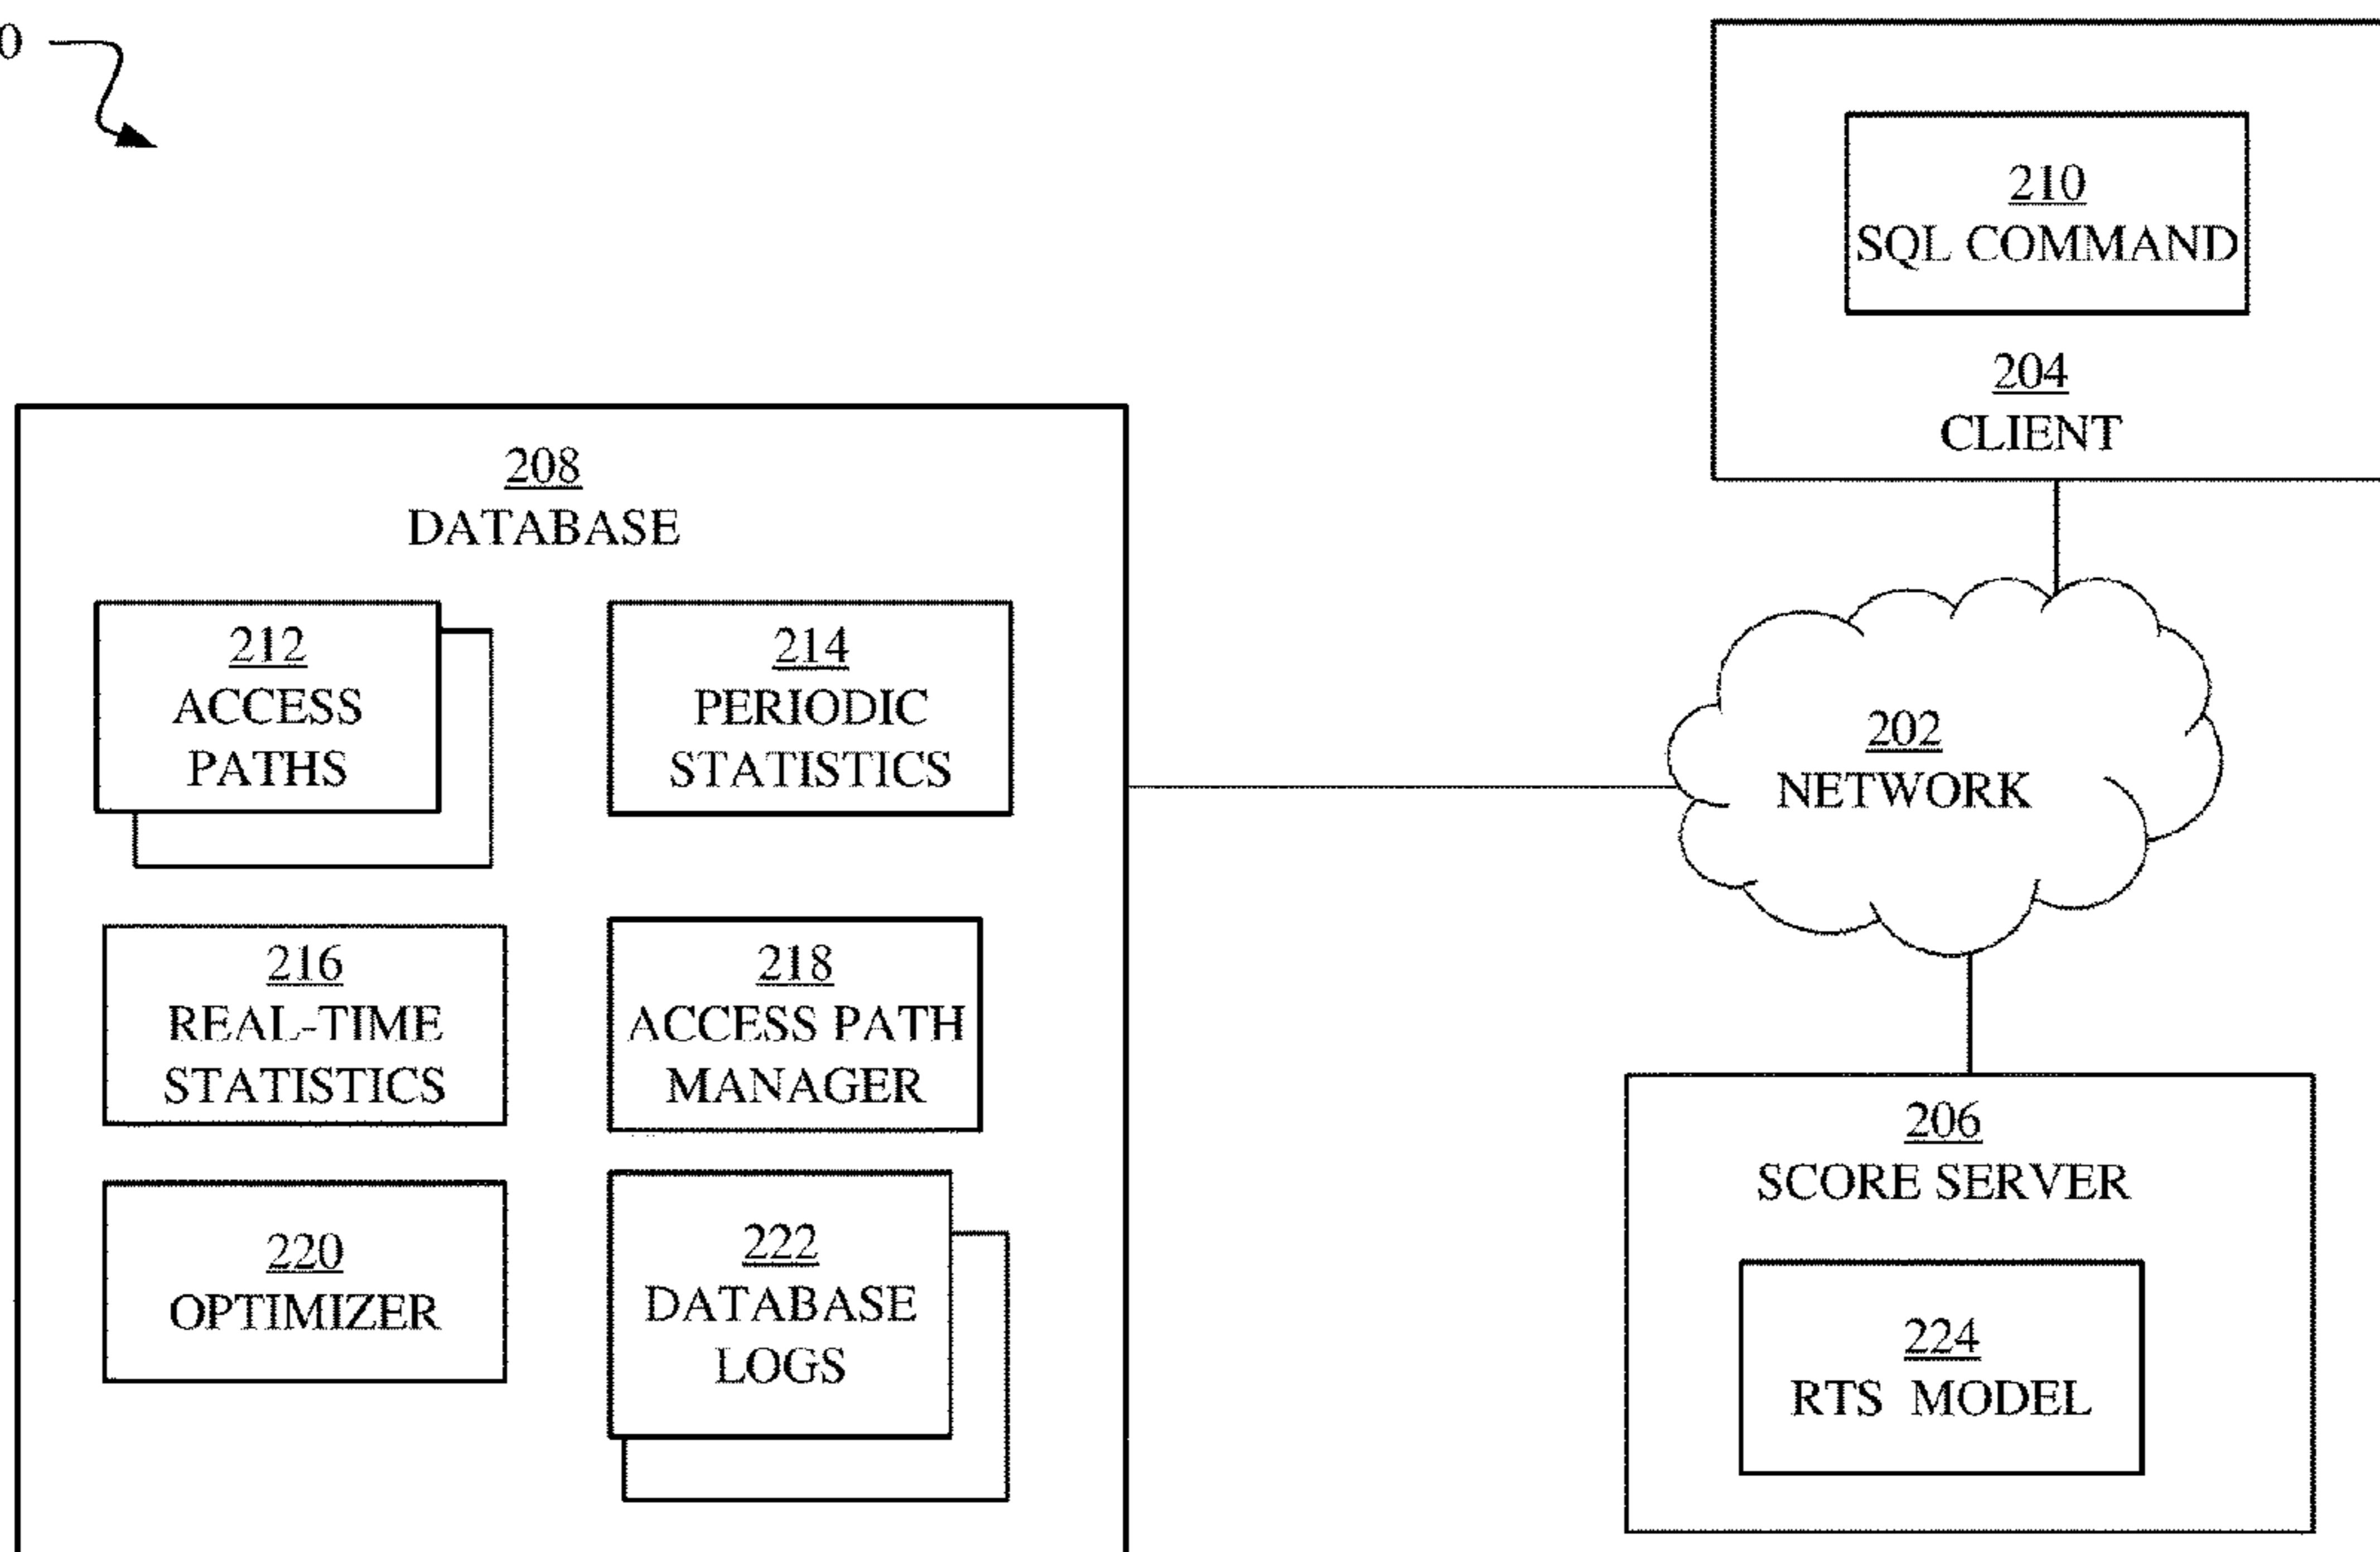 0
210
SQL COMMAND
204
CLIENT
208
DATABASE
212
ACCESS
PATHS
214
PERIODIC
STATISTICS
216
REAL-TIME
STATISTICS
218
ACCESS PATH
MANAGER
220
OPTIMIZER
222
DATABASE
LOGS
202
NETWORK
206
SCORE SERVER
224
RTS MODEL